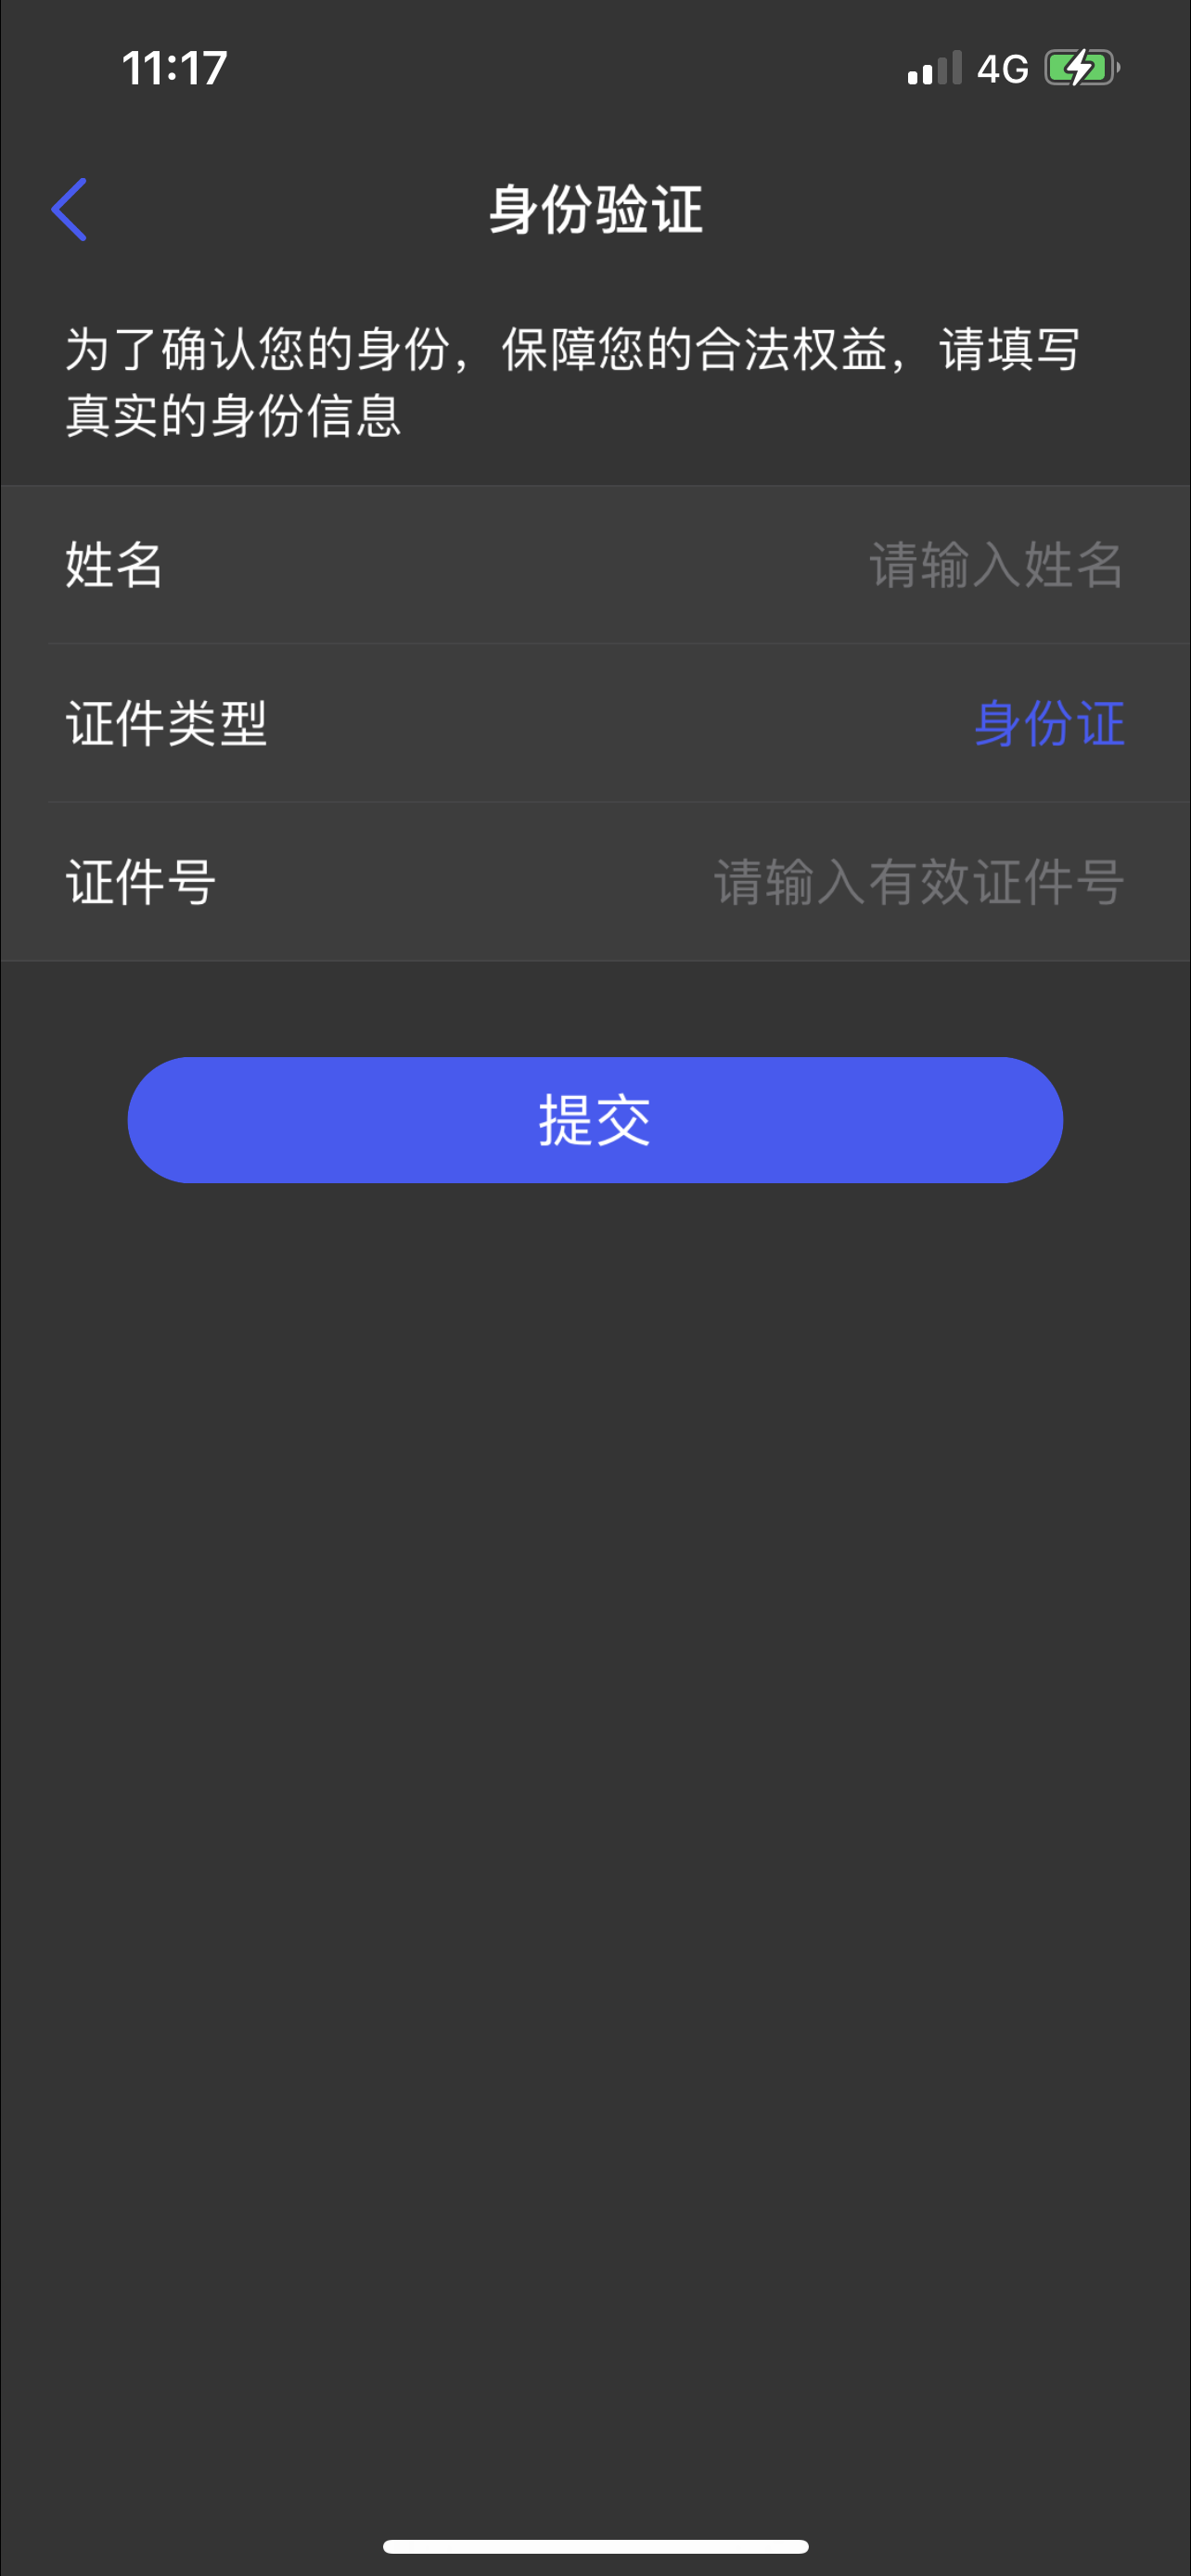 11:17
4G
身份验证
为了确认您的身份，保障您的合法权益，请填写
真实的身份信息
姓名 请输入姓名
证件类型 身份证
证件号 请输入有效证件号
提交